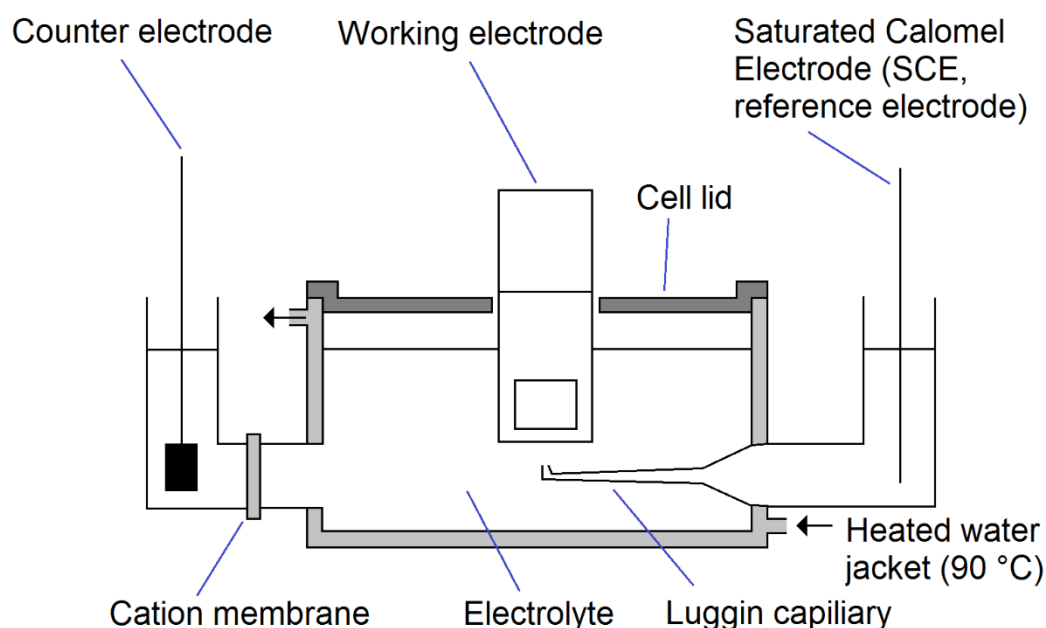 Counter electrode
Working electrode
Saturated Calomel
Electrode (SCE,
reference electrode)
Cell lid
Heated water
jacket (90 °C)
Cation membrane
Electrolyte
Luggin capiliary